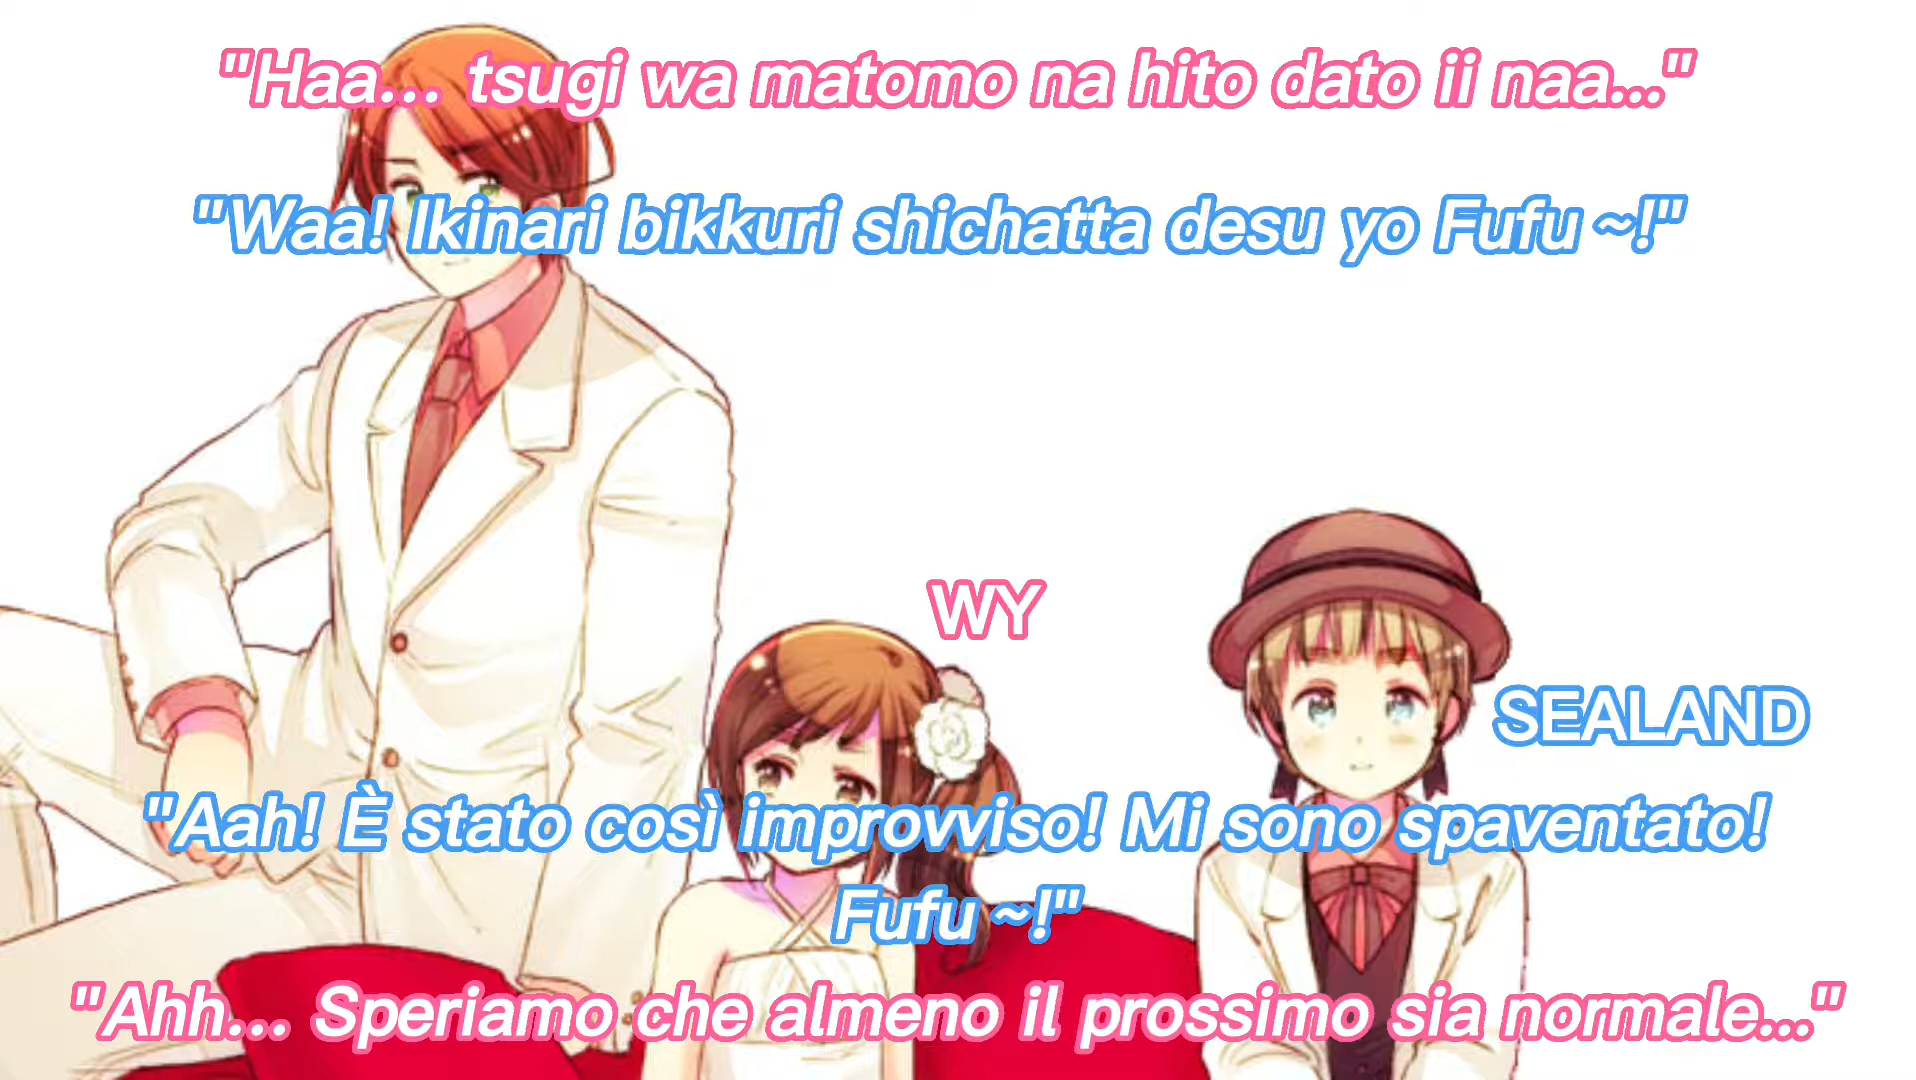 "Haa... tsugi wa matomo na hito dato ii naa..."
"Waa! Ikinari bikkuri shichatta desu yo Fufu ~!"
WY
SEALAND
"Aah! È stato così improvviso! Mi sono spaventato!
Fufu ~!"
"Ahh... Speriamo che almeno il prossimo sia normale..."